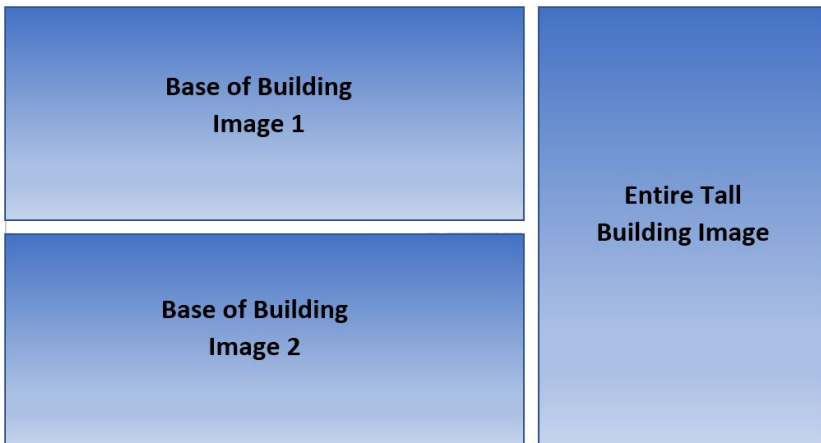 Base of Building
Image 1
Entire Tall
Building Image
Base of Building
Image 2